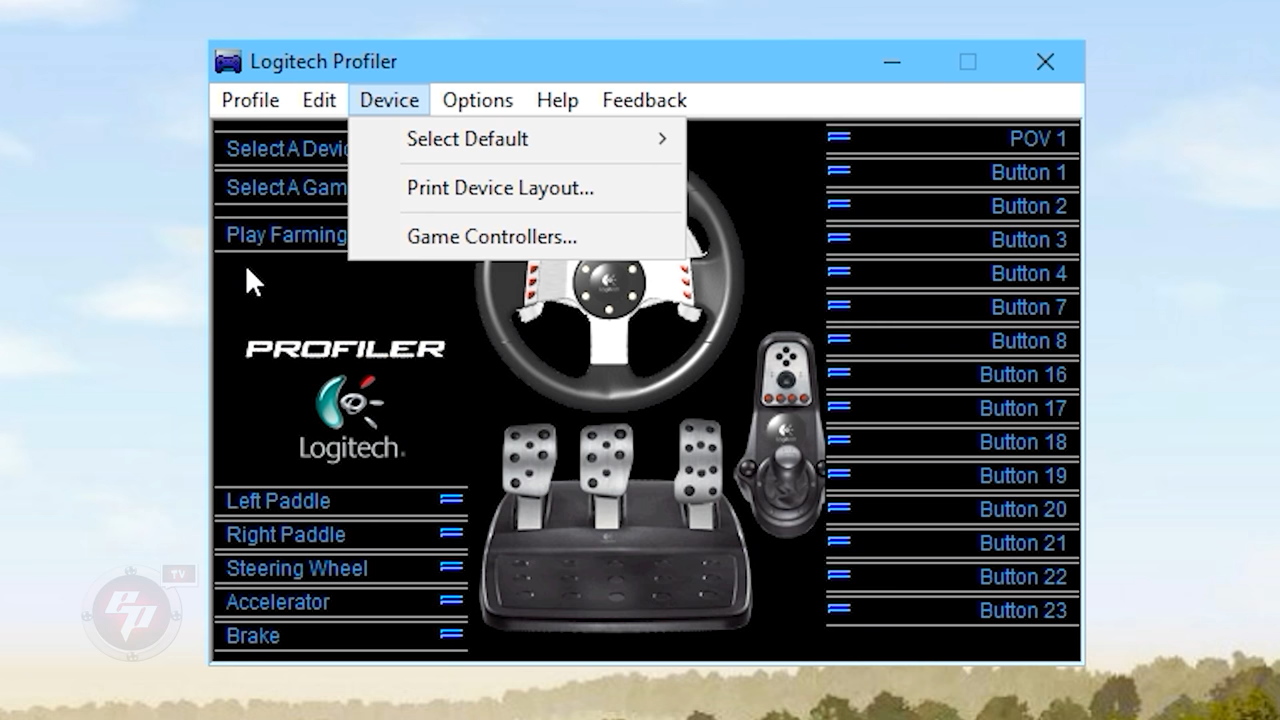 Logitech Profiler
Profile Edit Device Options Help Feedback
Select Default
Print Device Layout...
Game Controllers...
Select A Devic
Select A Gam
Play Farming
PROFILER
Logitech
Left Paddle
Right Paddle
Steering Wheel
Accelerator
Brake
POV 1
Button 1
Button 2
Button 3
Button 4
Button 7
Button 8
Button 16
Button 17
Button 18
Button 19
Button 20
Button 21
Button 22
Button 23
TV